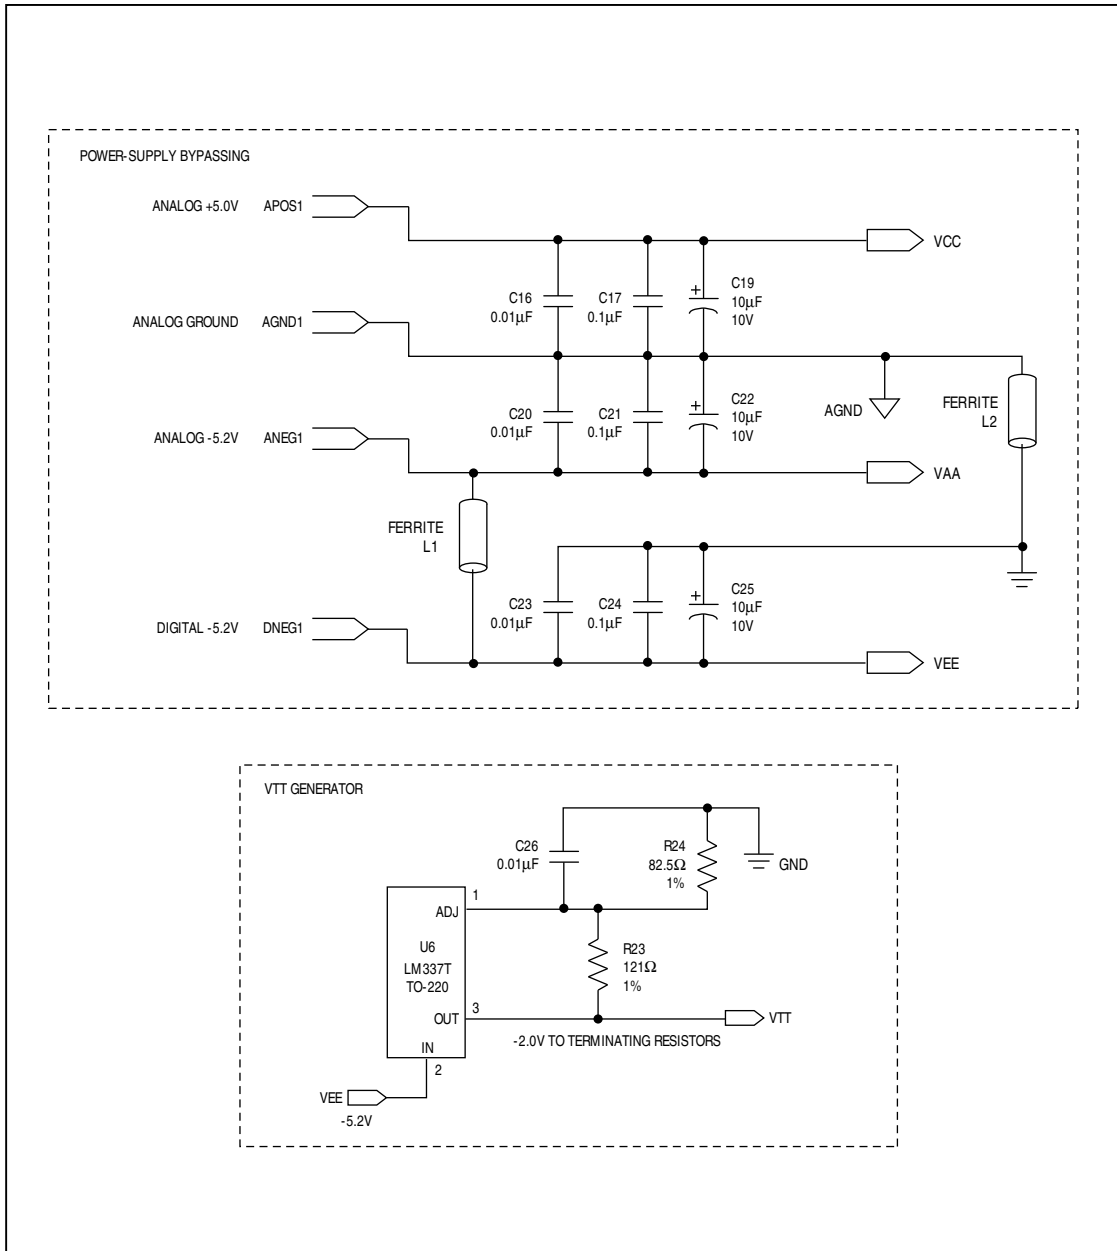 POWER-SUPPLY BYPASSING
ANALOG +5.0V APOS1
VCC
C16
0.01µF
C17
0.1µF
+
C19
10µF
10V
ANALOG GROUND AGND1
C20
0.01µF
C21
0.1µF
+
C22
10µF
10V
AGND
FERRITE
L2
ANALOG -5.2V ANEG1
VAA
FERRITE
L1
C23
0.01µF
C24
0.1µF
+
C25
10µF
10V
DIGITAL -5.2V DNEG1
VEE
VTT GENERATOR
C26
0.01µF
R24
82.5Ω
1%
GND
1
ADJ
U6
LM337T
TO-220
R23
121Ω
1%
3
OUT
VTT
-2.0V TO TERMINATING RESISTORS
IN
2
VEE
-5.2V